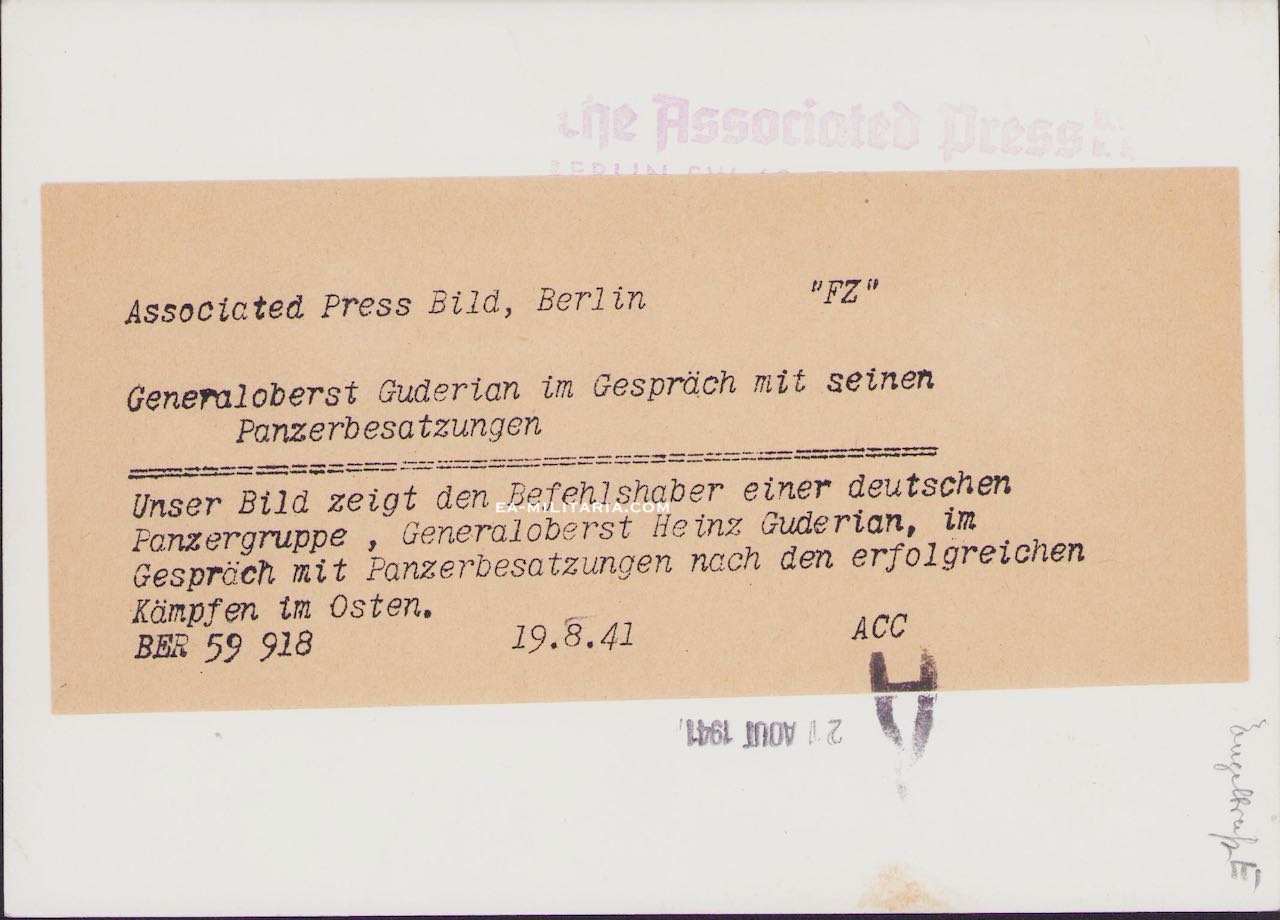 The Associated Press
BERLIN SW
Associated Press Bild, Berlin "FZ"
Generaloberst Guderian im Gespräch mit seinen
Panzerbesatzungen
Unser Bild zeigt den Befehlshaber einer deutschen
EA-MILITARIA.COM
Panzergruppe , Generaloberst Heinz Guderian, im
Gespräch mit Panzerbesatzungen nach den erfolgreichen
Kämpfen im Osten.
BER 59 918 19.8.41 ACC
AOUT 1941